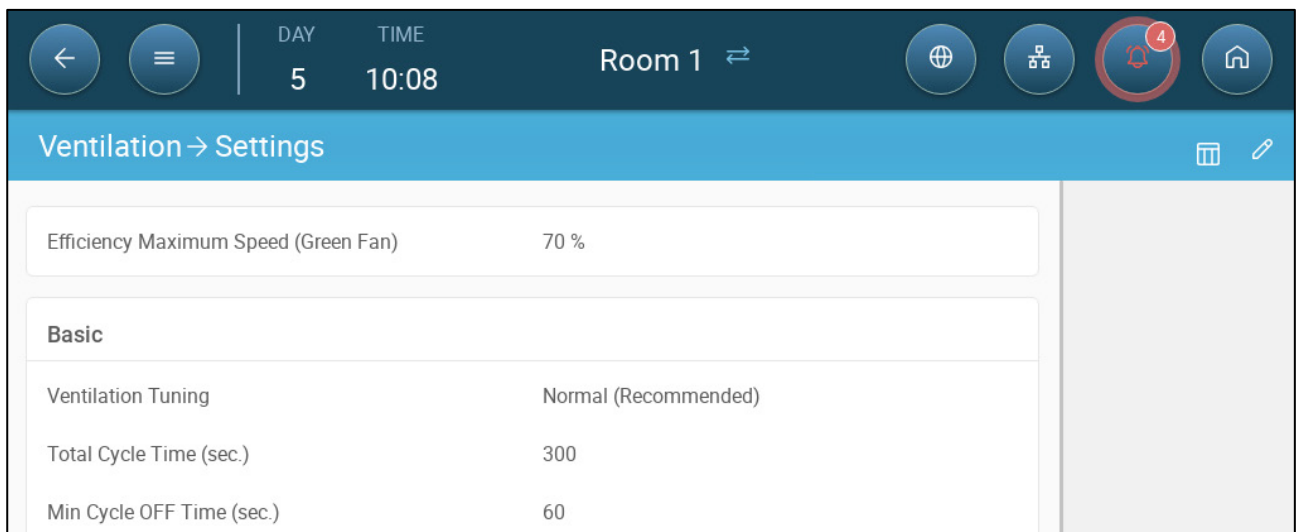 DAY TIME
5 10:08 Room 1 4
Ventilation → Settings
Efficiency Maximum Speed (Green Fan) 70 %
Basic
Ventilation Tuning Normal (Recommended)
Total Cycle Time (sec.) 300
Min Cycle OFF Time (sec.) 60